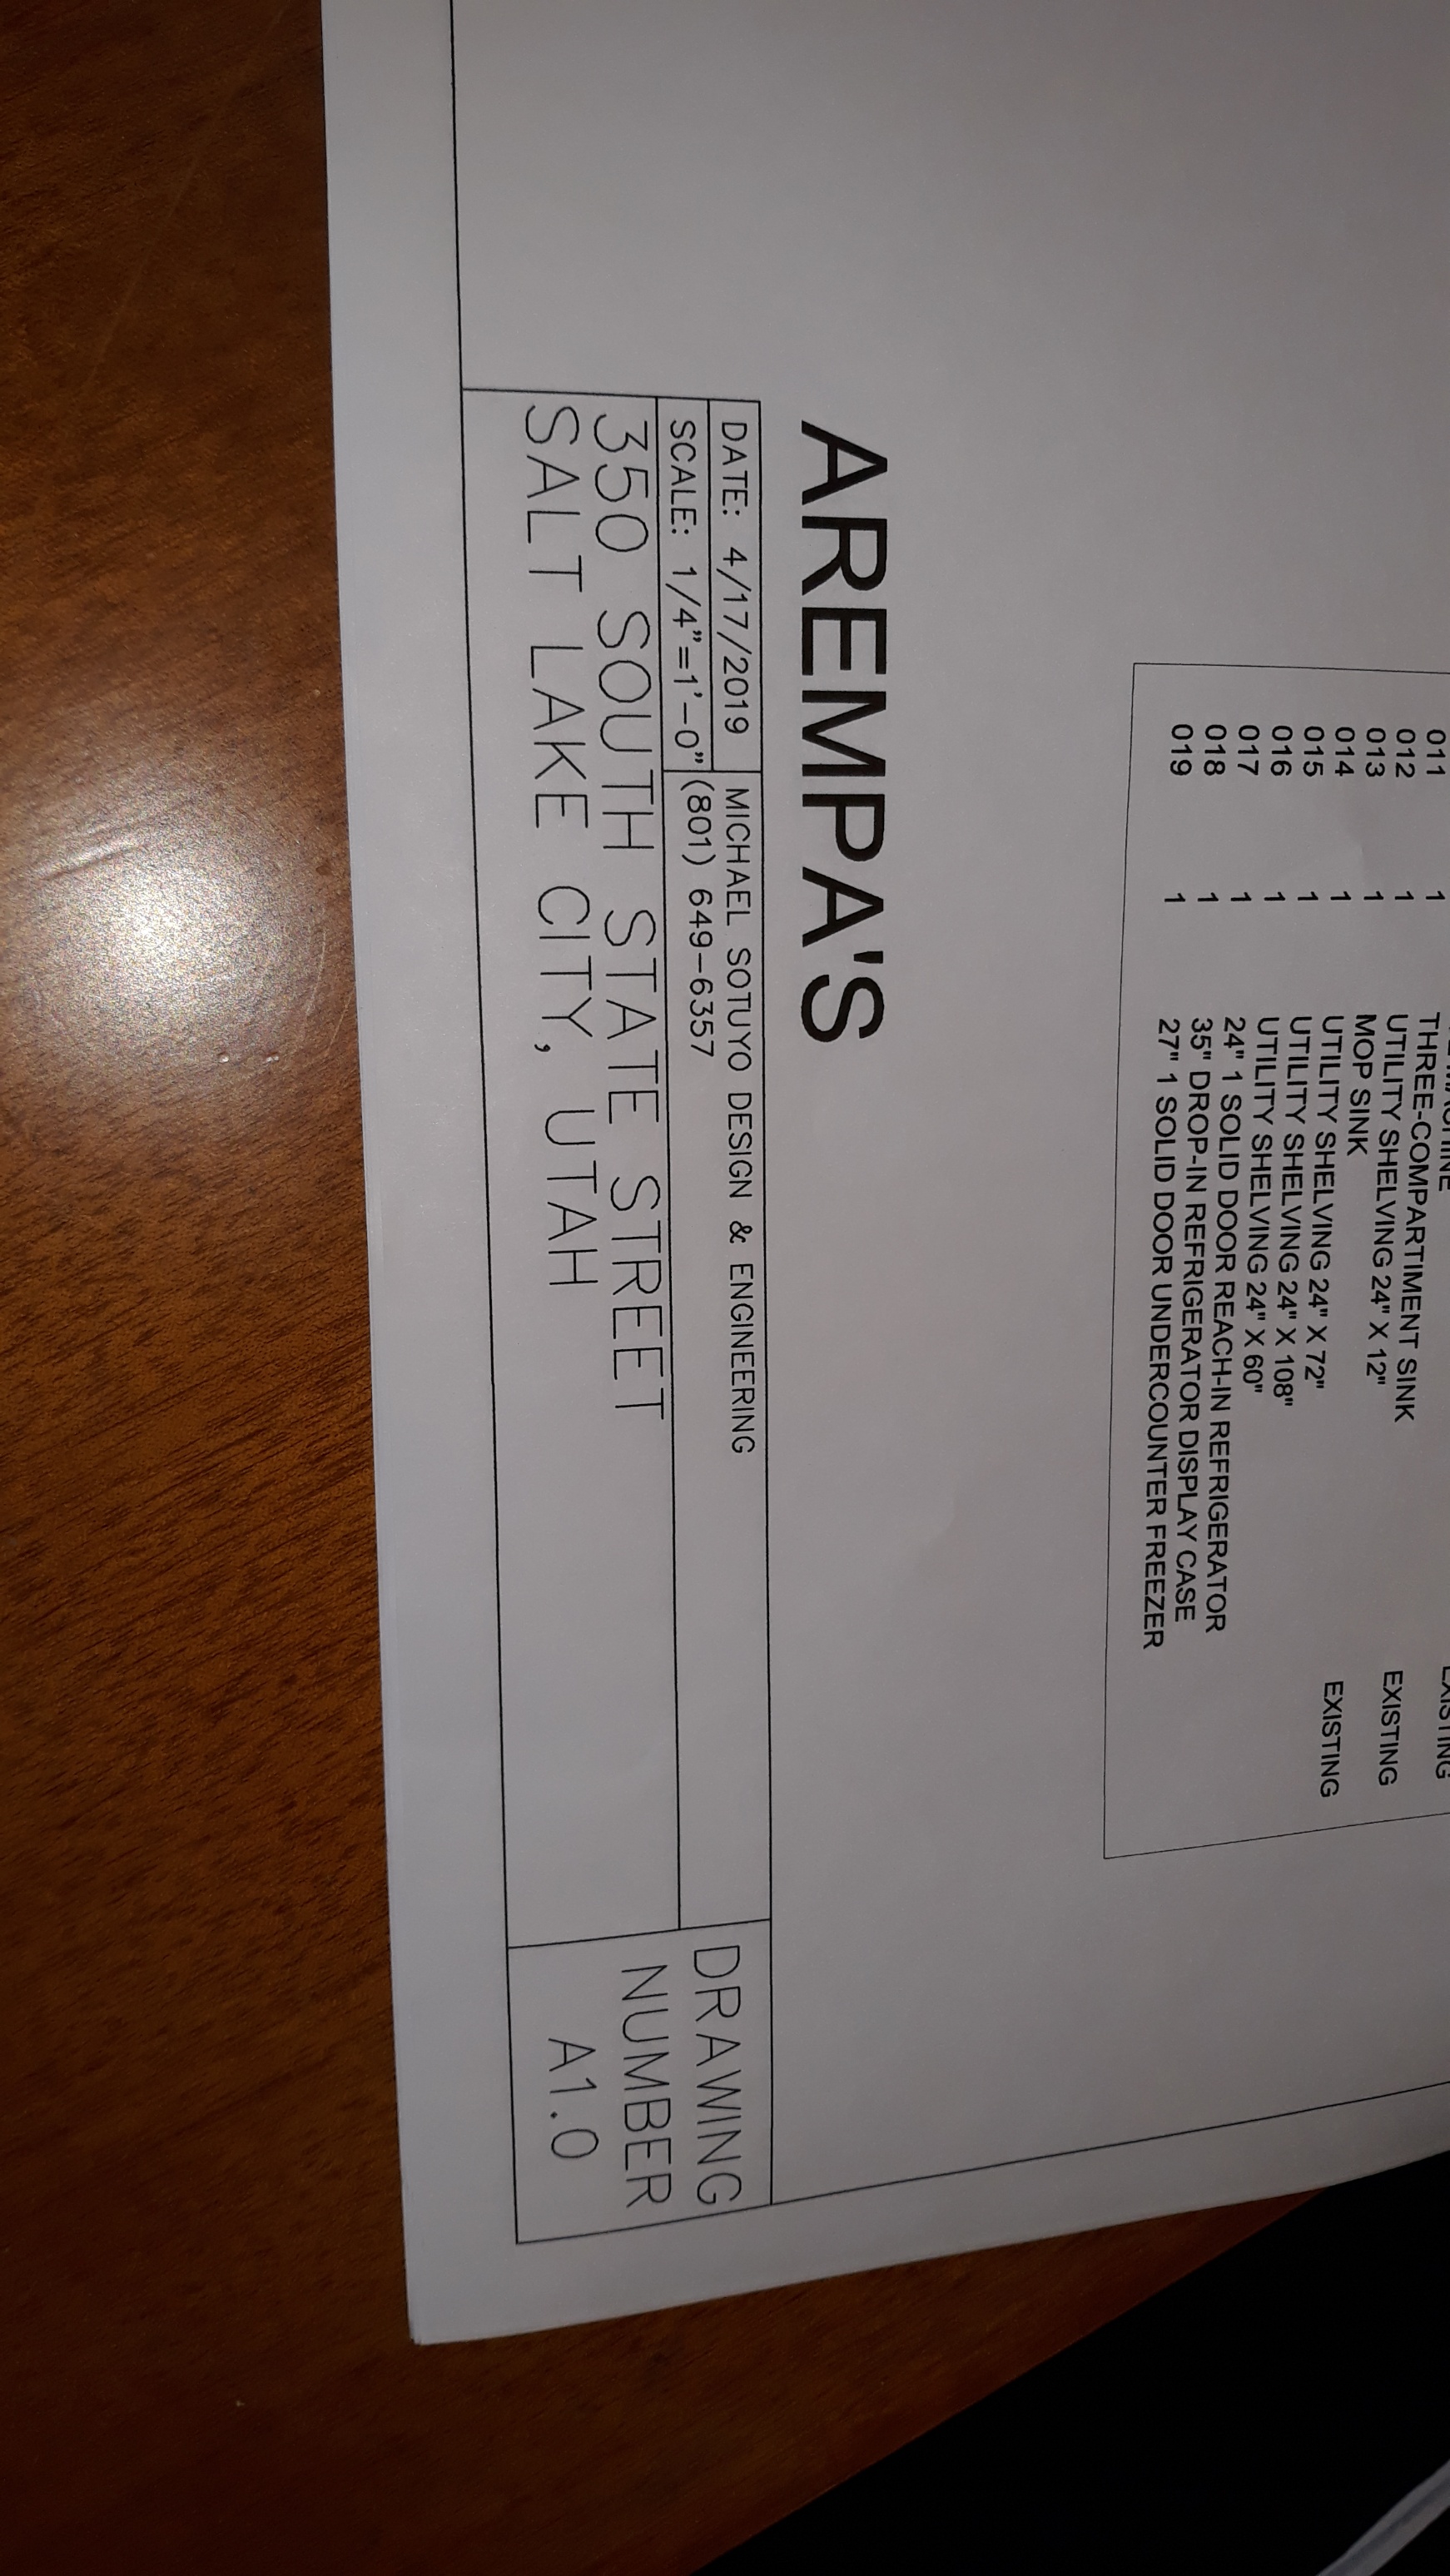 MACHINE EXISTING
011 1 THREE-COMPARTIMENT SINK EXISTING
012 1 UTILITY SHELVING 24" X 12"
013 1 MOP SINK EXISTING
014 1 UTILITY SHELVING 24" X 72"
015 1 UTILITY SHELVING 24" X 108"
016 1 UTILITY SHELVING 24" X 60"
017 1 24" 1 SOLID DOOR REACH-IN REFRIGERATOR
018 1 35" DROP-IN REFRIGERATOR DISPLAY CASE
019 1 27" 1 SOLID DOOR UNDERCOUNTER FREEZER
AREMPA'S
DATE: 4/17/2019 MICHAEL SOTUYO DESIGN & ENGINEERING
SCALE: 1/4"=1'-0" (801) 649-6357
350 SOUTH STATE STREET
SALT LAKE CITY, UTAH
DRAWING
NUMBER
A1.0